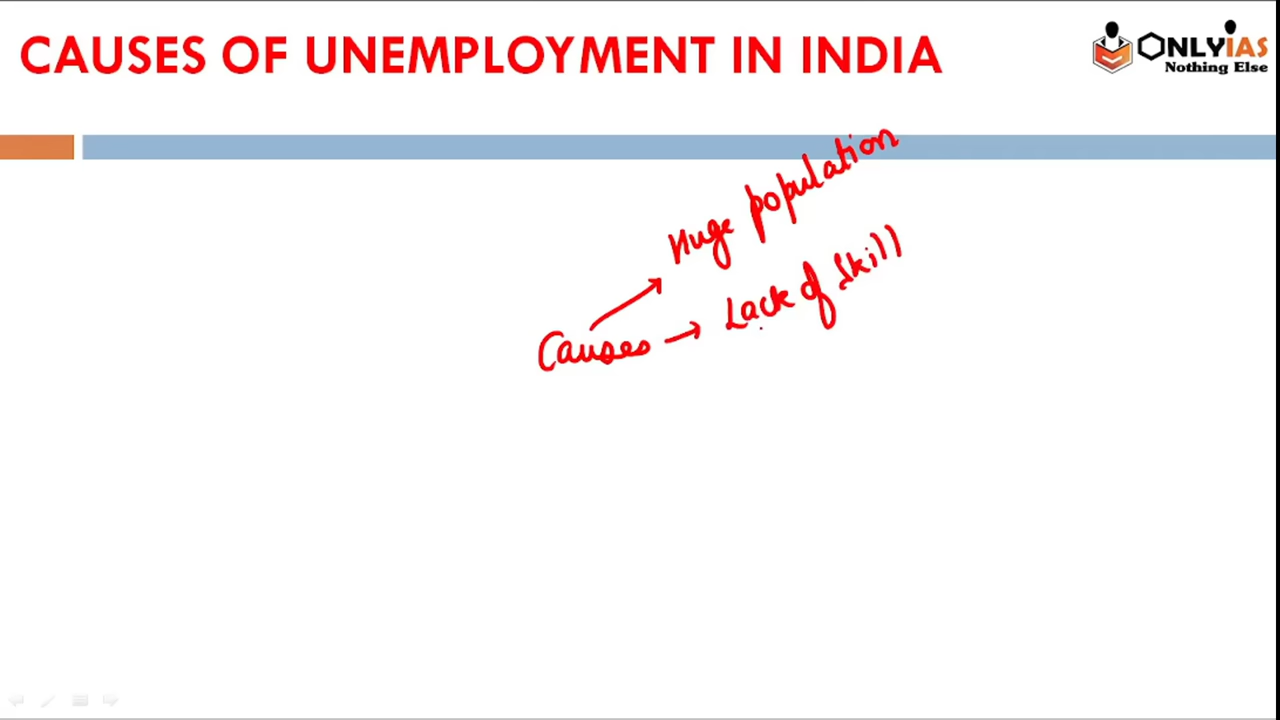 CAUSES OF UNEMPLOYMENT IN INDIA
ONLYIAS
Nothing Else
Huge population
Causes → Lack of skill